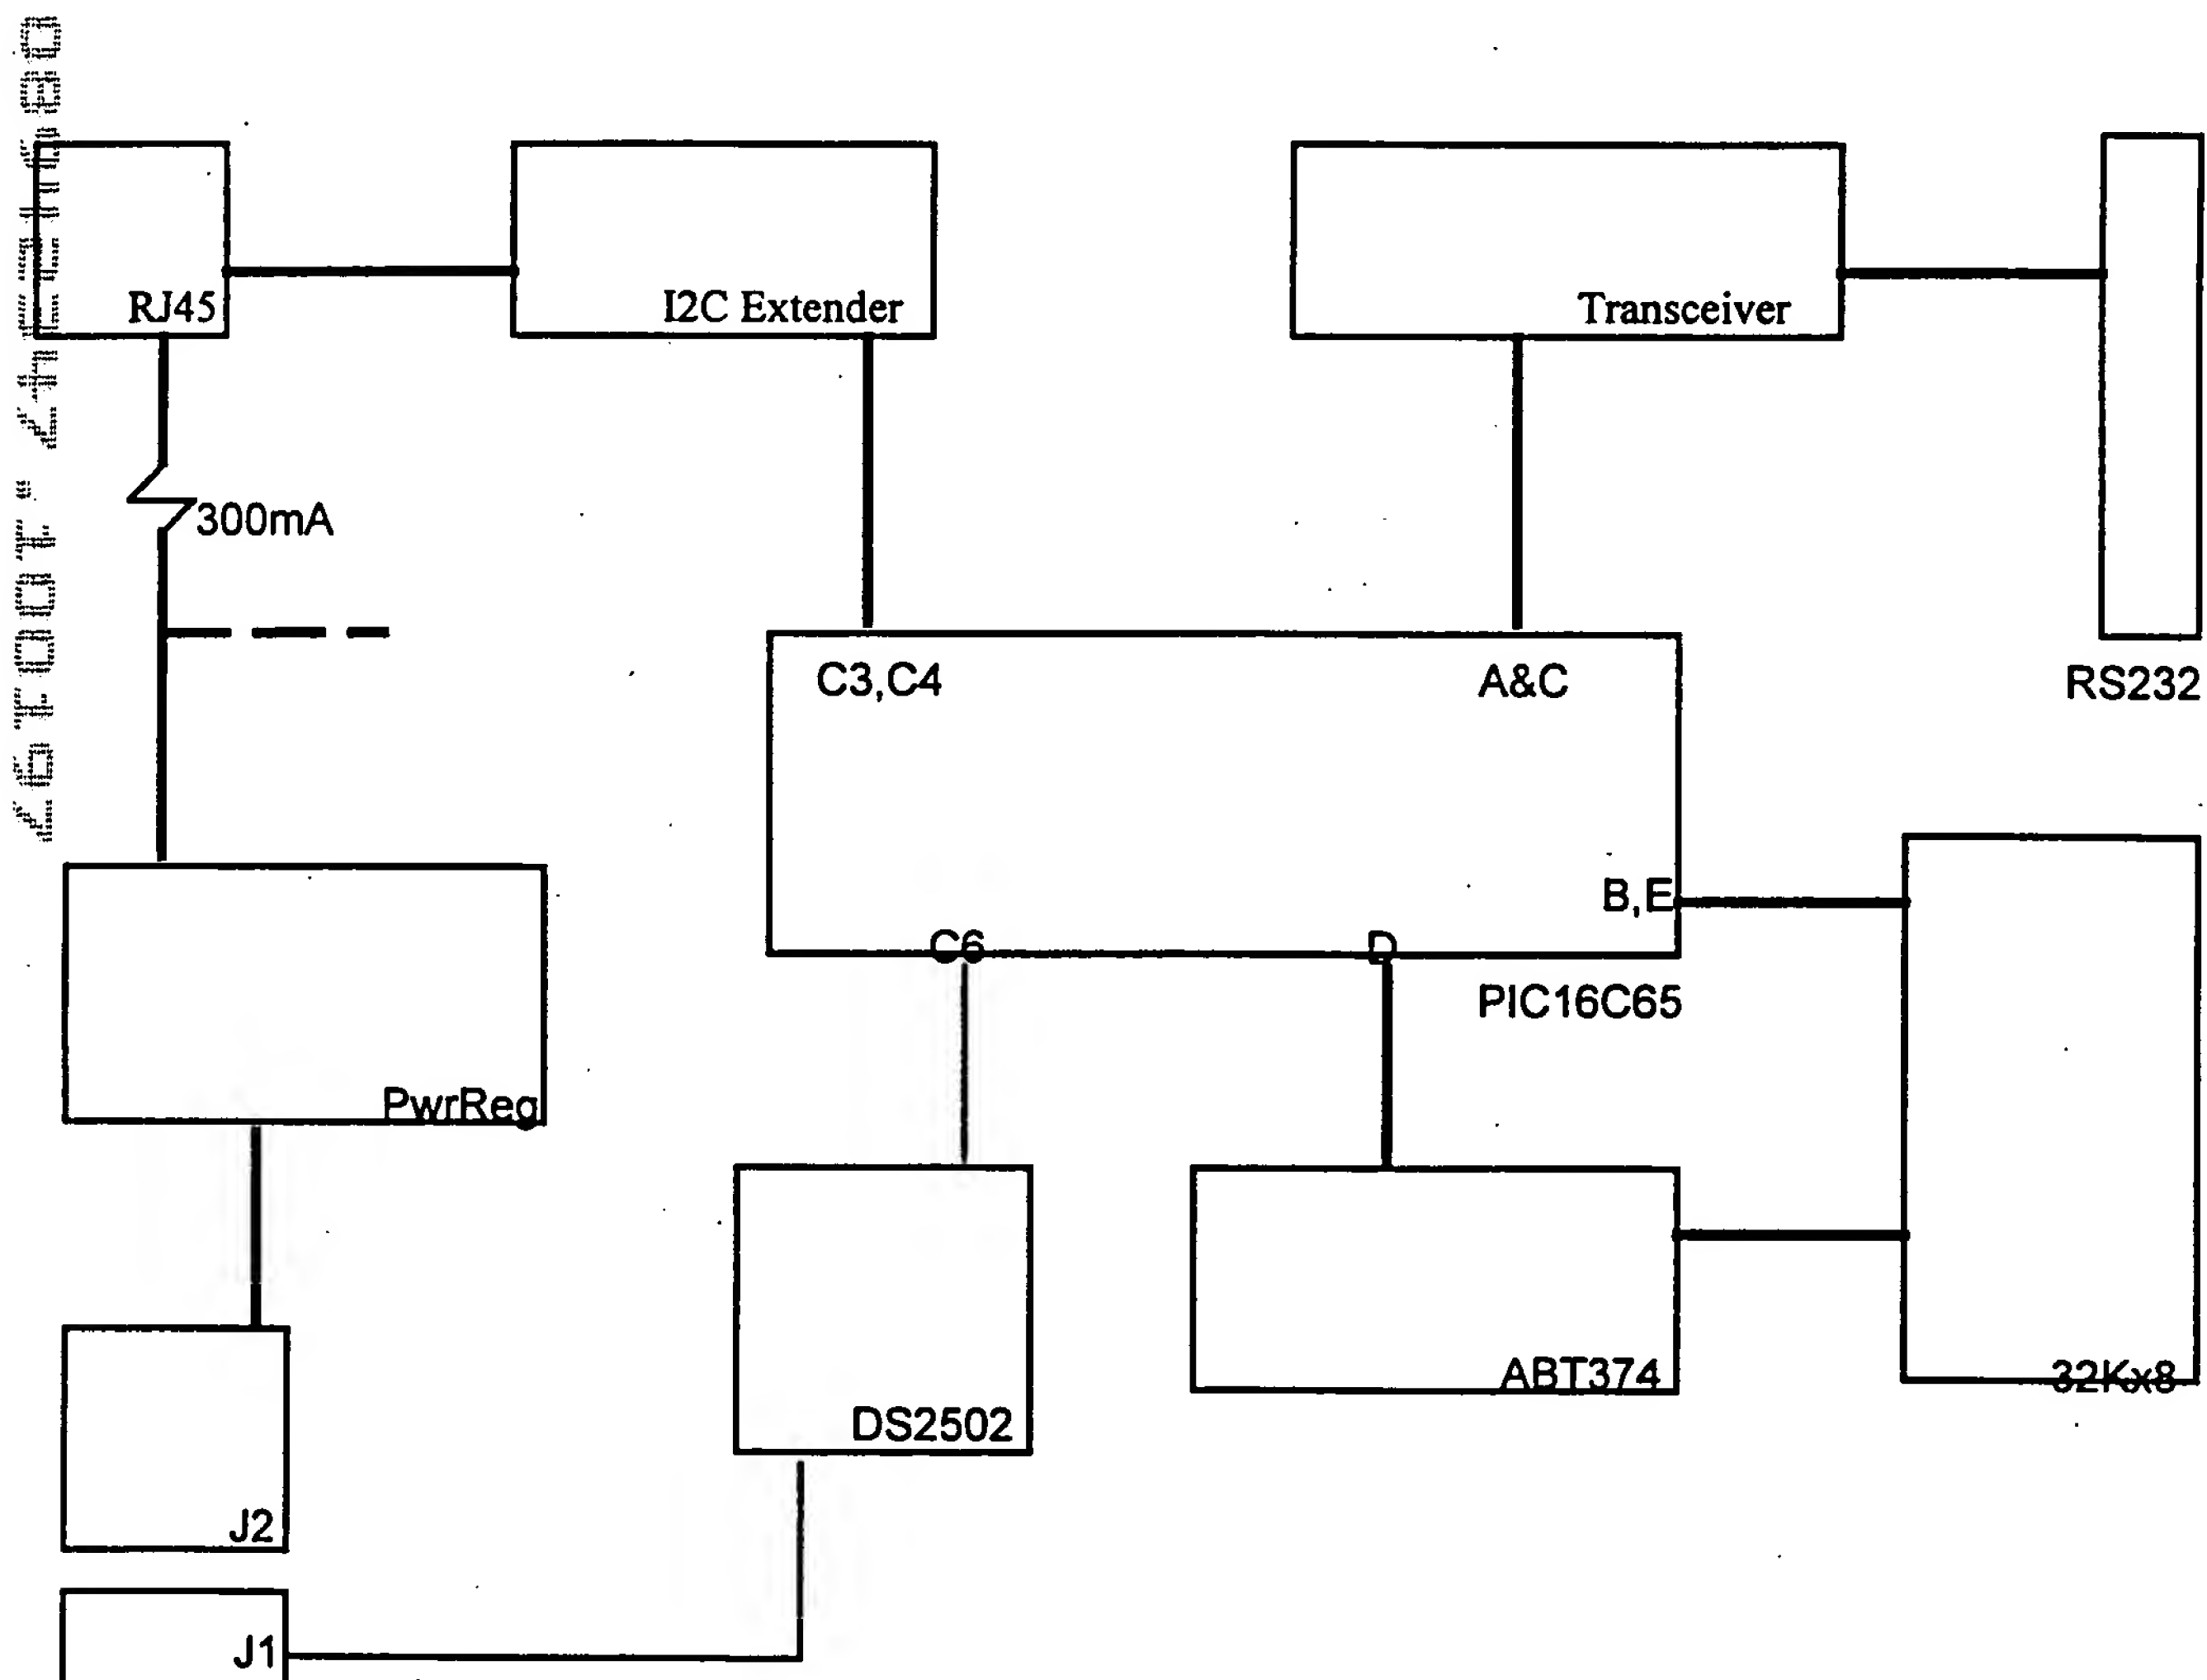 RJ45
I2C Extender
Transceiver
300mA
C3,C4
A&C
RS232
B,E
C6
D
PIC16C65
PwrReg
ABT374
32Kx8
DS2502
J2
J1